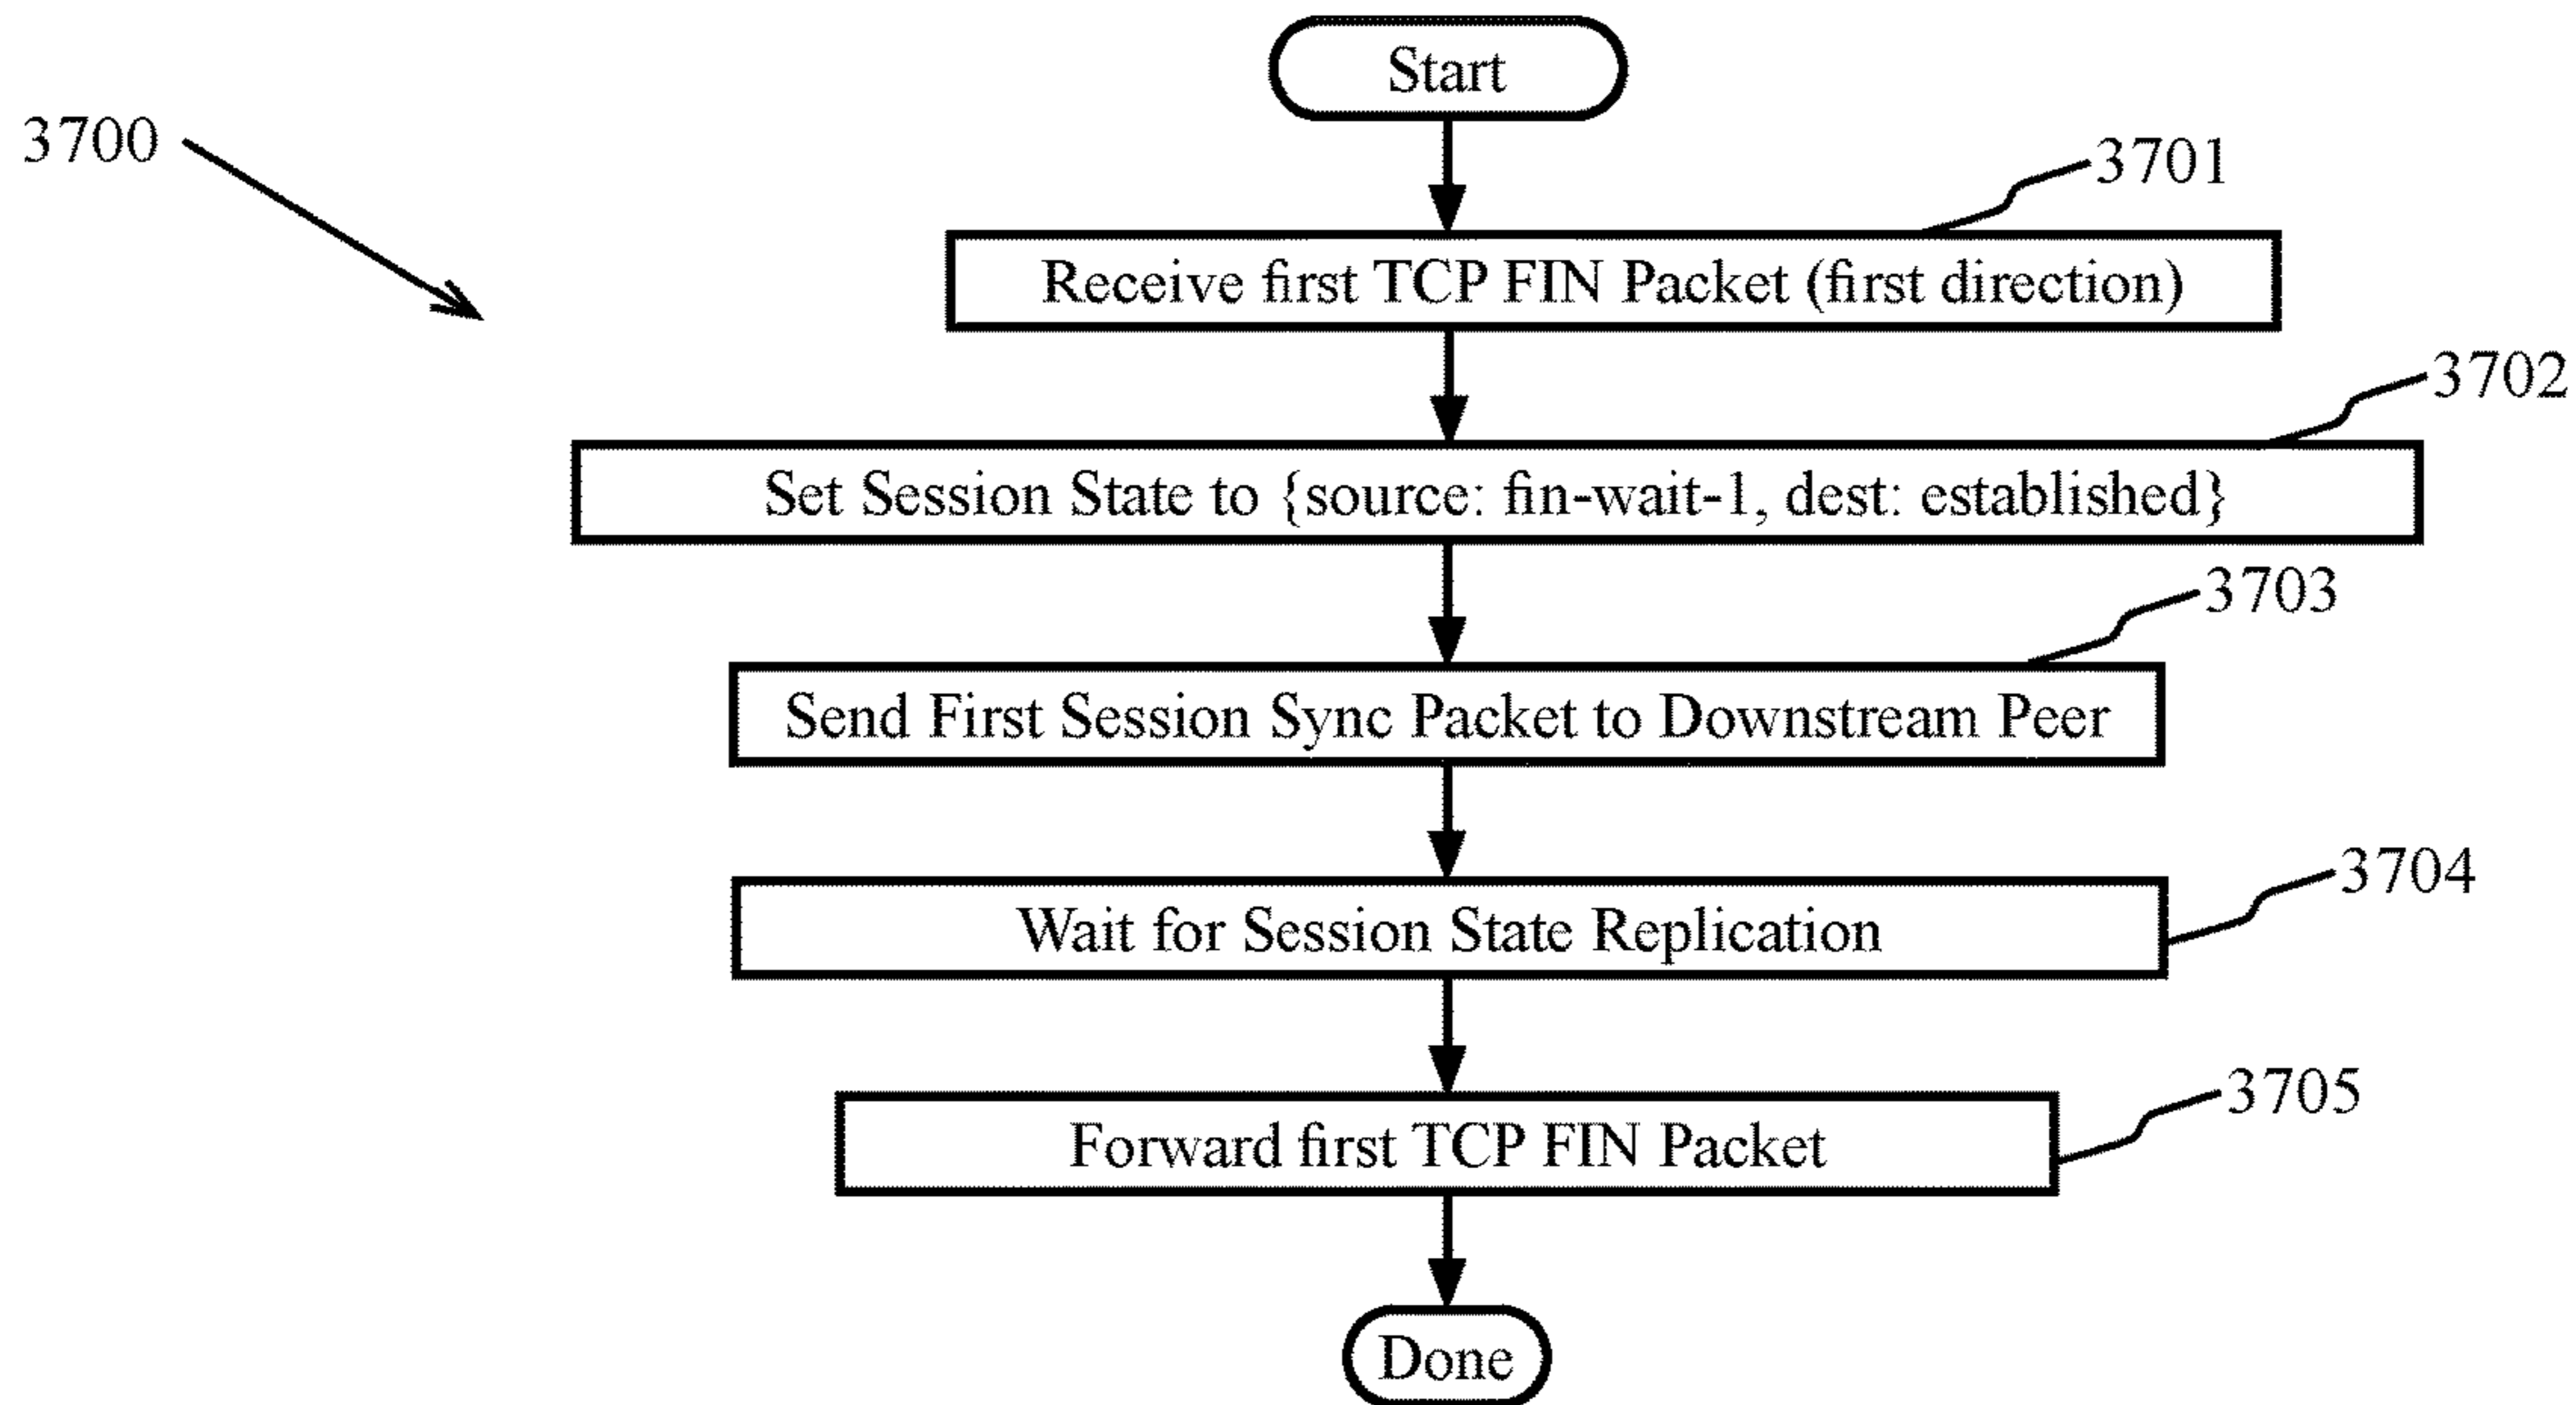 Start
3700
3701
Receive first TCP FIN Packet (first direction)
3702
Set Session State to {source: fin-wait-1, dest: established}
3703
Send First Session Sync Packet to Downstream Peer
3704
Wait for Session State Replication
3705
Forward first TCP FIN Packet
Done